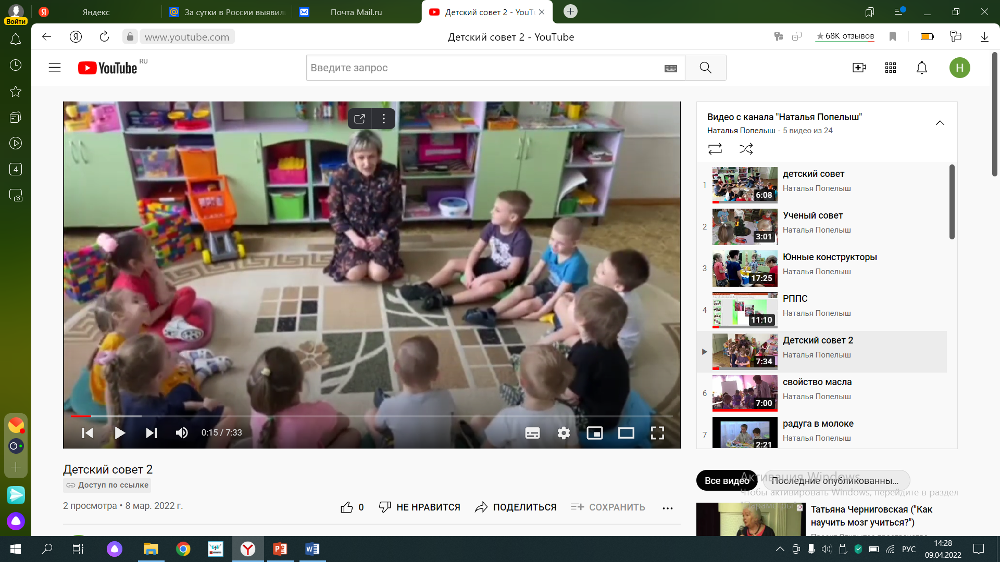 Яндекс
За сутки в России выявил
Почта Mail.ru
Детский совет 2 - YouTu
Войти
www.youtube.com
Детский совет 2 - YouTube
★68K отзывов
YouTube RU
Введите запрос
H
4
Видео с канала "Наталья Попелыш"
Наталья Попелыш - 5 видео из 24
1
6:08
детский совет
Наталья Попелыш
2
3:01
Ученый совет
Наталья Попелыш
3
17:25
Юнные конструкторы
Наталья Попелыш
4
11:10
РППС
Наталья Попелыш
7:34
Детский совет 2
Наталья Попелыш
6
7:00
свойство масла
Наталья Попелыш
7
2:21
радуга в молоке
Наталья Попелыш
0:15 / 7:33
Детский совет 2
Доступ по ссылке
2 просмотра • 8 мар. 2022 г.
0
НЕ НРАВИТСЯ
ПОДЕЛИТЬСЯ
СОХРАНИТЬ
Все видео
Последние опубликованны...
Активация Windows
Чтобы активировать Windows, перейдите в раздел
"Параметры".
Татьяна Черниговская ("Как
научить мозг учиться?")
Проект Открытое пространство
РУС
14:28
09.04.2022